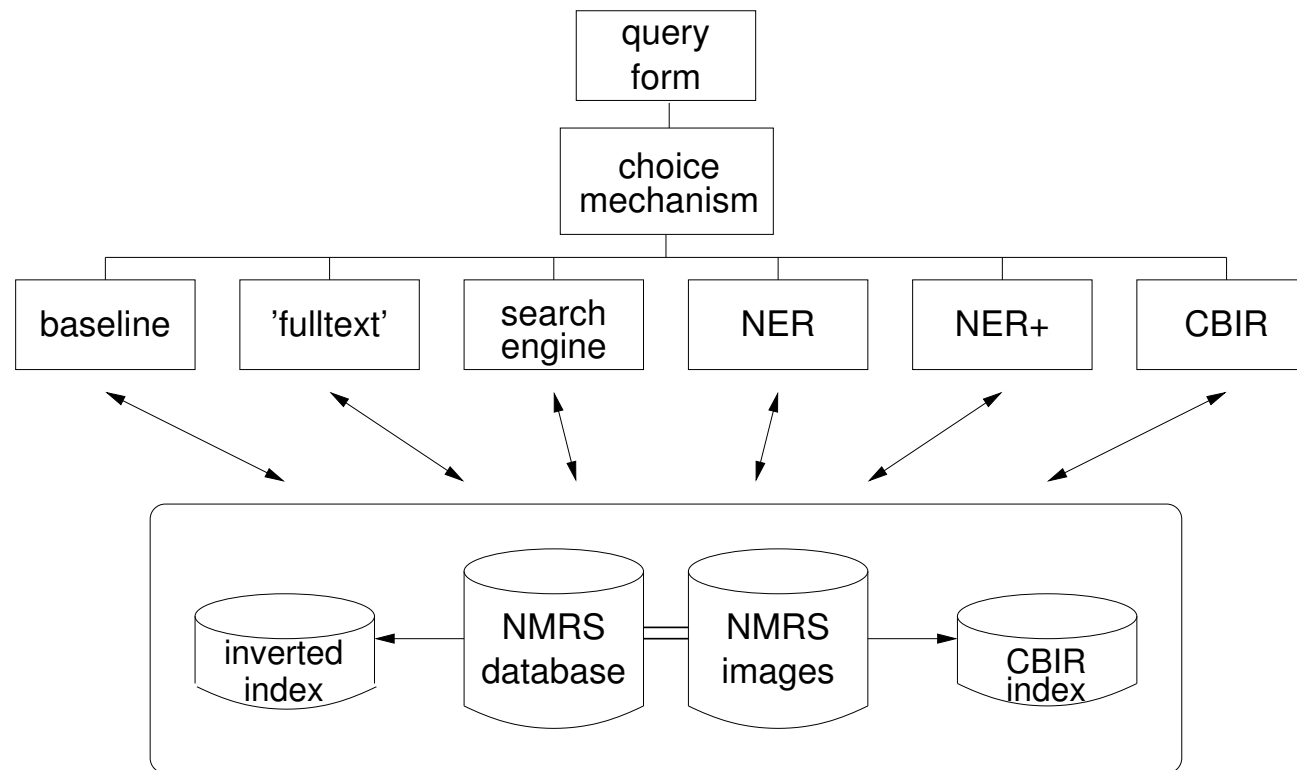 query
form
choice
mechanism
baseline
'fulltext'
search
engine
NER
NER+
CBIR
inverted
index
NMRS
database
NMRS
images
CBIR
index